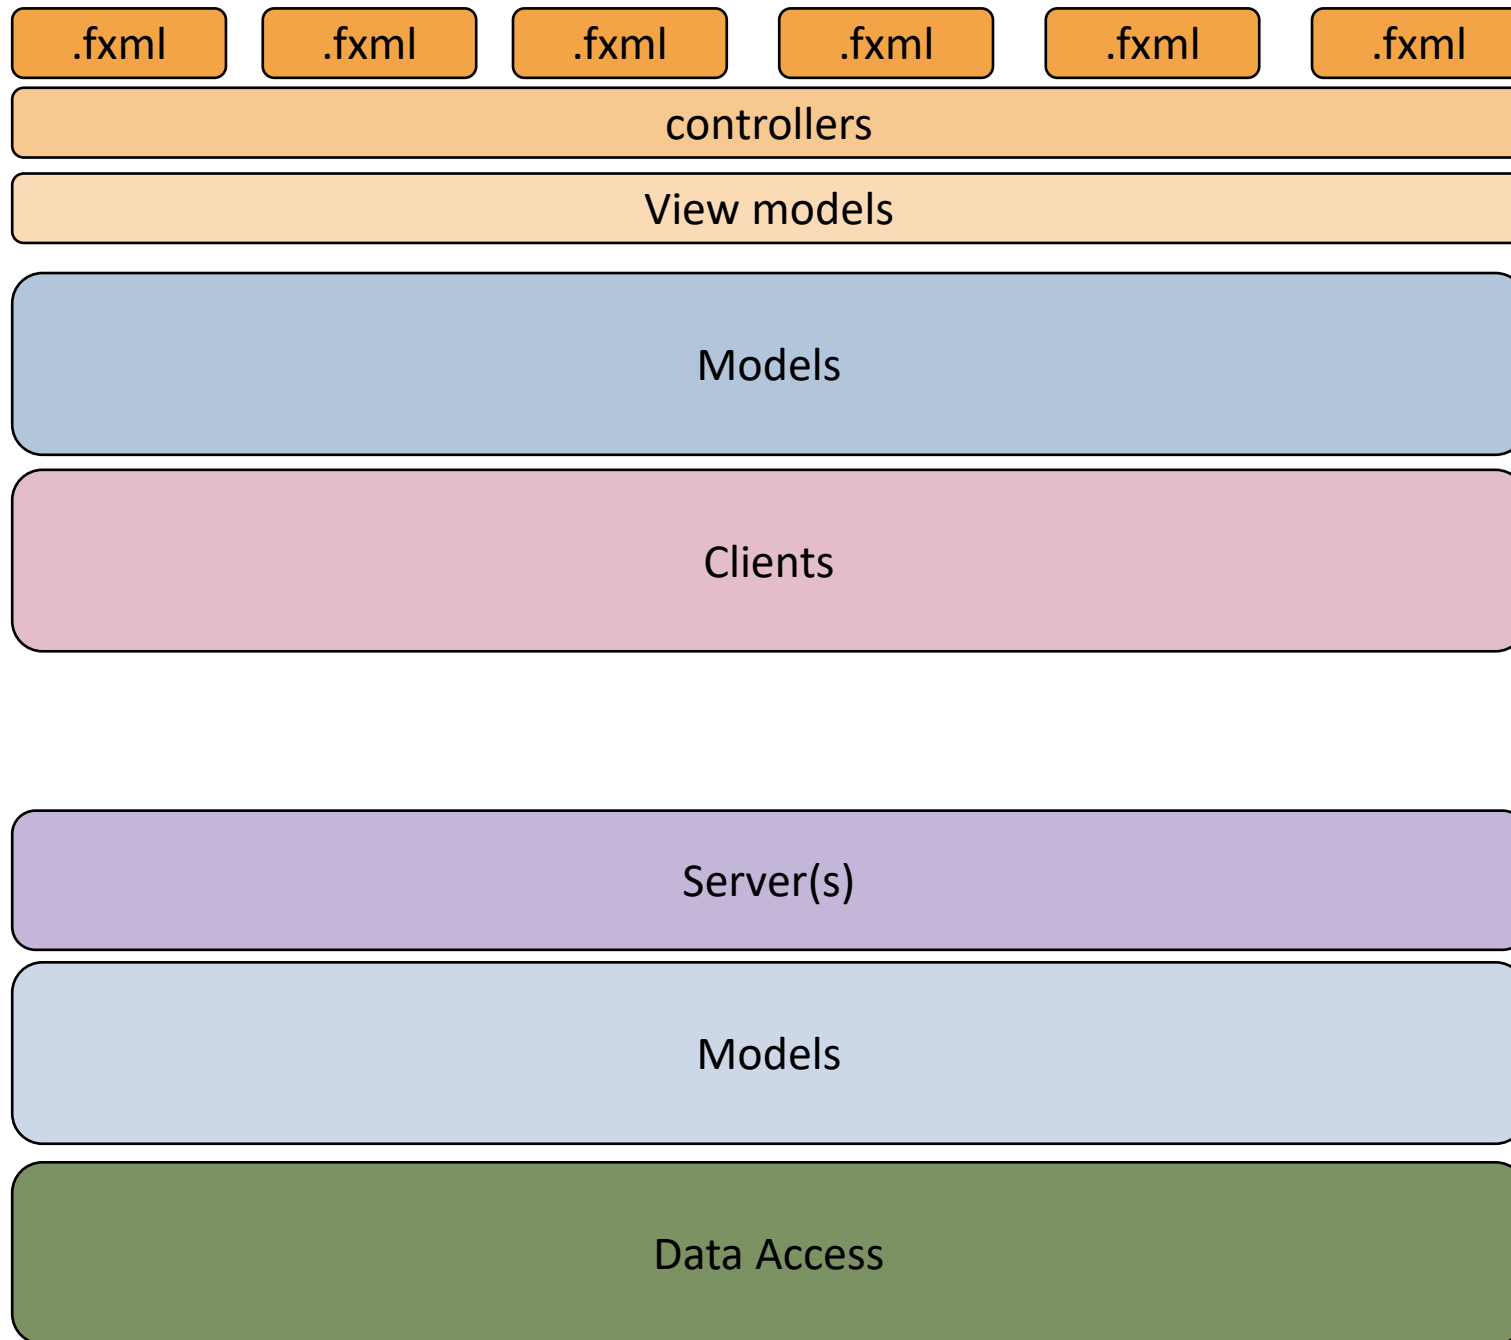 .fxml .fxml .fxml .fxml .fxml .fxml
controllers
View models
Models
Clients
Server(s)
Models
Data Access